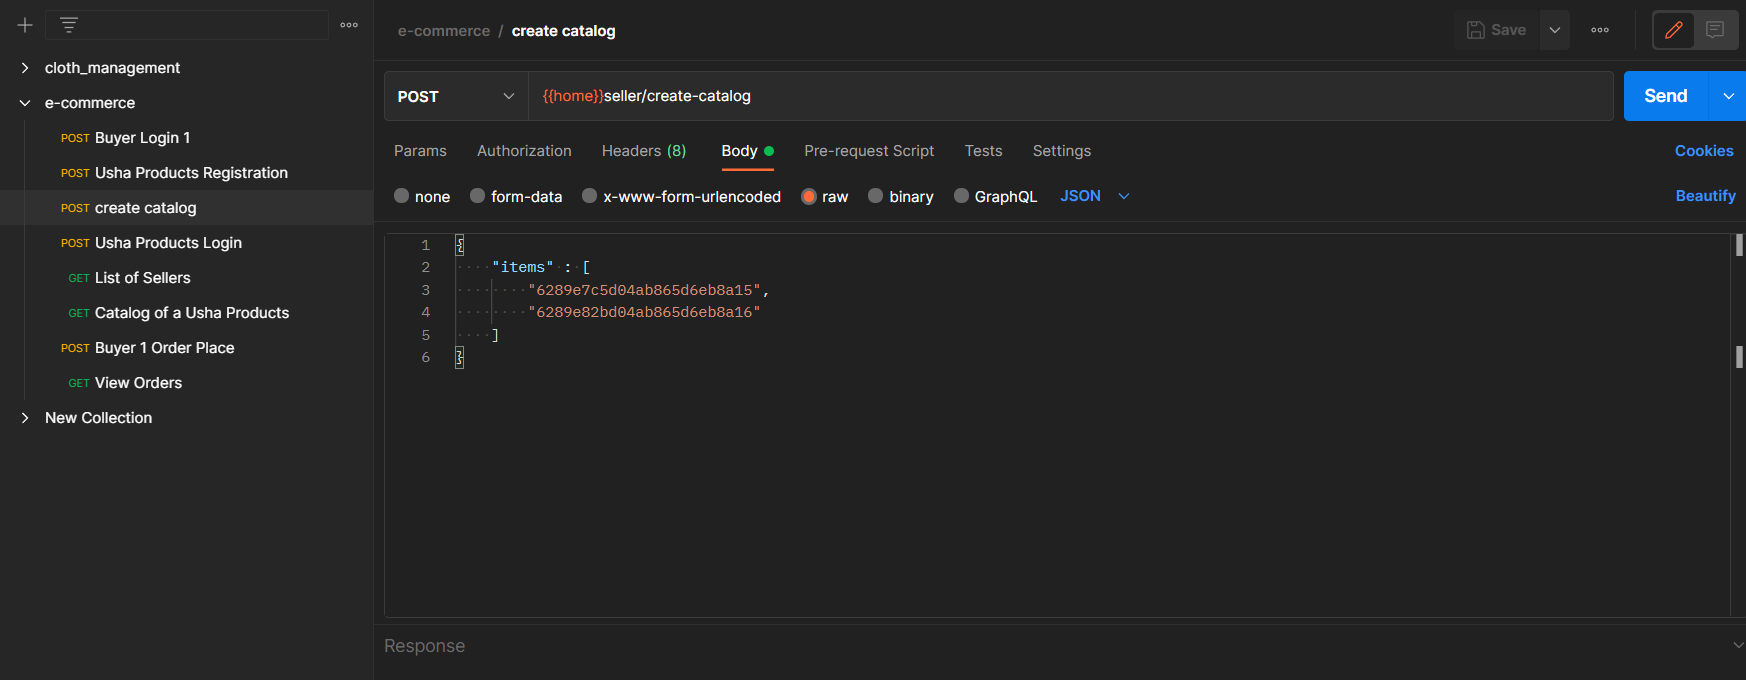 cloth_management
e-commerce
POST Buyer Login 1
POST Usha Products Registration
POST create catalog
POST Usha Products Login
GET List of Sellers
GET Catalog of a Usha Products
POST Buyer 1 Order Place
GET View Orders
New Collection
e-commerce / create catalog
Save
POST
{{home}}seller/create-catalog
Send
Params Authorization Headers (8) Body Pre-request Script Tests Settings Cookies
none form-data x-www-form-urlencoded raw binary GraphQL JSON Beautify
1 {
2 "items" : [
3 "6289e7c5d04ab865d6eb8a15",
4 "6289e82bd04ab865d6eb8a16"
5 ]
6 }
Response